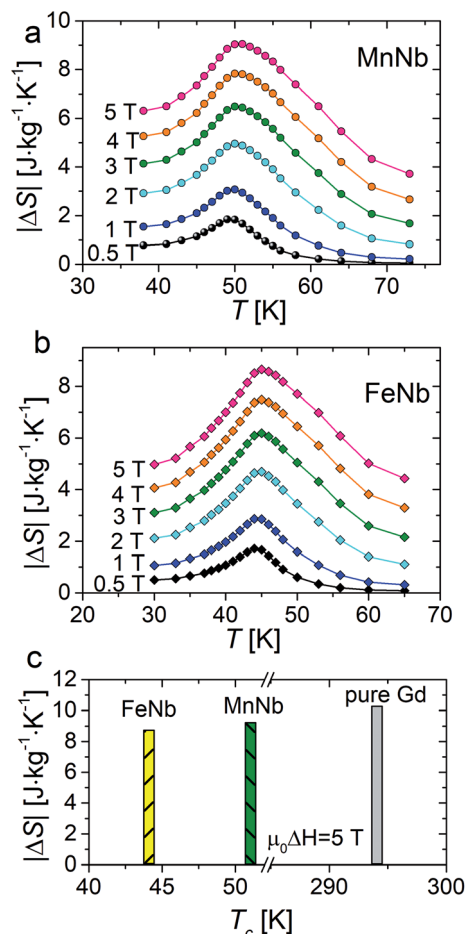 a
MnNb
10
8
6
4
2
0
|ΔS| [J·kg⁻¹·K⁻¹]
5 T
4 T
3 T
2 T
1 T
0.5 T
30 40 50 60 70
T [K]
b
FeNb
8
6
4
2
0
|ΔS| [J·kg⁻¹·K⁻¹]
5 T
4 T
3 T
2 T
1 T
0.5 T
20 30 40 50 60 70
T [K]
c
12
10
8
6
4
2
0
|ΔS| [J·kg⁻¹·K⁻¹]
FeNb
MnNb
pure Gd
μ₀ΔH=5 T
40 45 50 290 300
T_c [K]